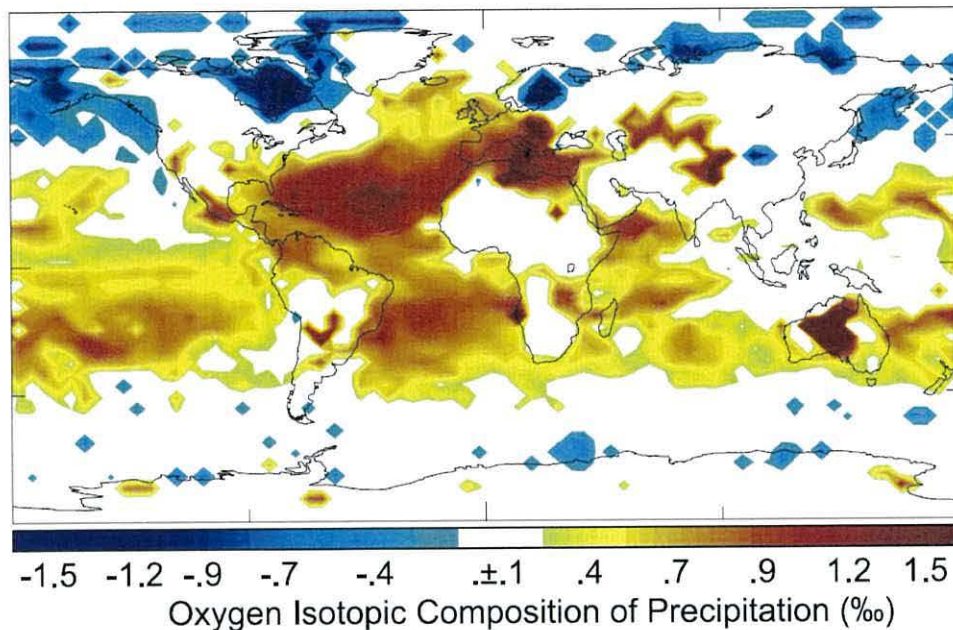 -1.5 -1.2 -.9 -.7 -.4 .±.1 .4 .7 .9 1.2 1.5
Oxygen Isotopic Composition of Precipitation (‰)